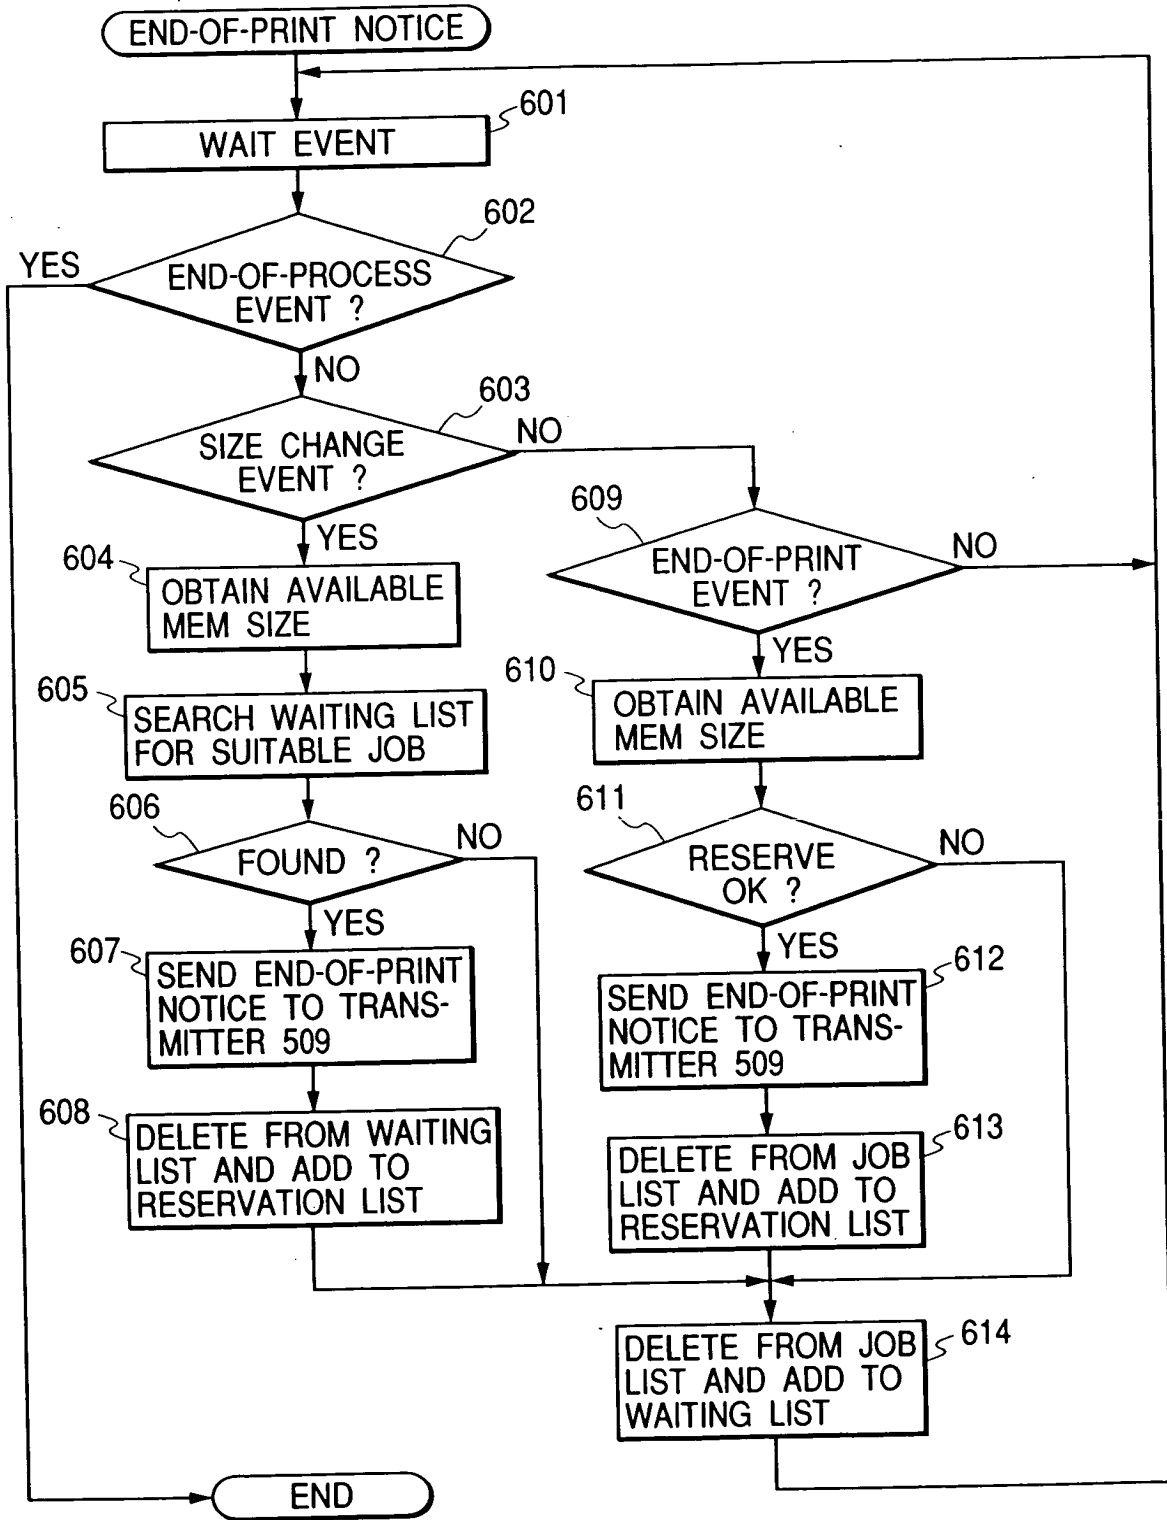 END-OF-PRINT NOTICE
601
WAIT EVENT
602
YES
END-OF-PROCESS
EVENT ?
NO
603
SIZE CHANGE
EVENT ?
NO
YES
604
OBTAIN AVAILABLE
MEM SIZE
605
SEARCH WAITING LIST
FOR SUITABLE JOB
606
FOUND ?
NO
YES
607
SEND END-OF-PRINT
NOTICE TO TRANS-
MITTER 509
608
DELETE FROM WAITING
LIST AND ADD TO
RESERVATION LIST
609
END-OF-PRINT
EVENT ?
NO
YES
610
OBTAIN AVAILABLE
MEM SIZE
611
RESERVE
OK ?
NO
YES
612
SEND END-OF-PRINT
NOTICE TO TRANS-
MITTER 509
613
DELETE FROM JOB
LIST AND ADD TO
RESERVATION LIST
614
DELETE FROM JOB
LIST AND ADD TO
WAITING LIST
END